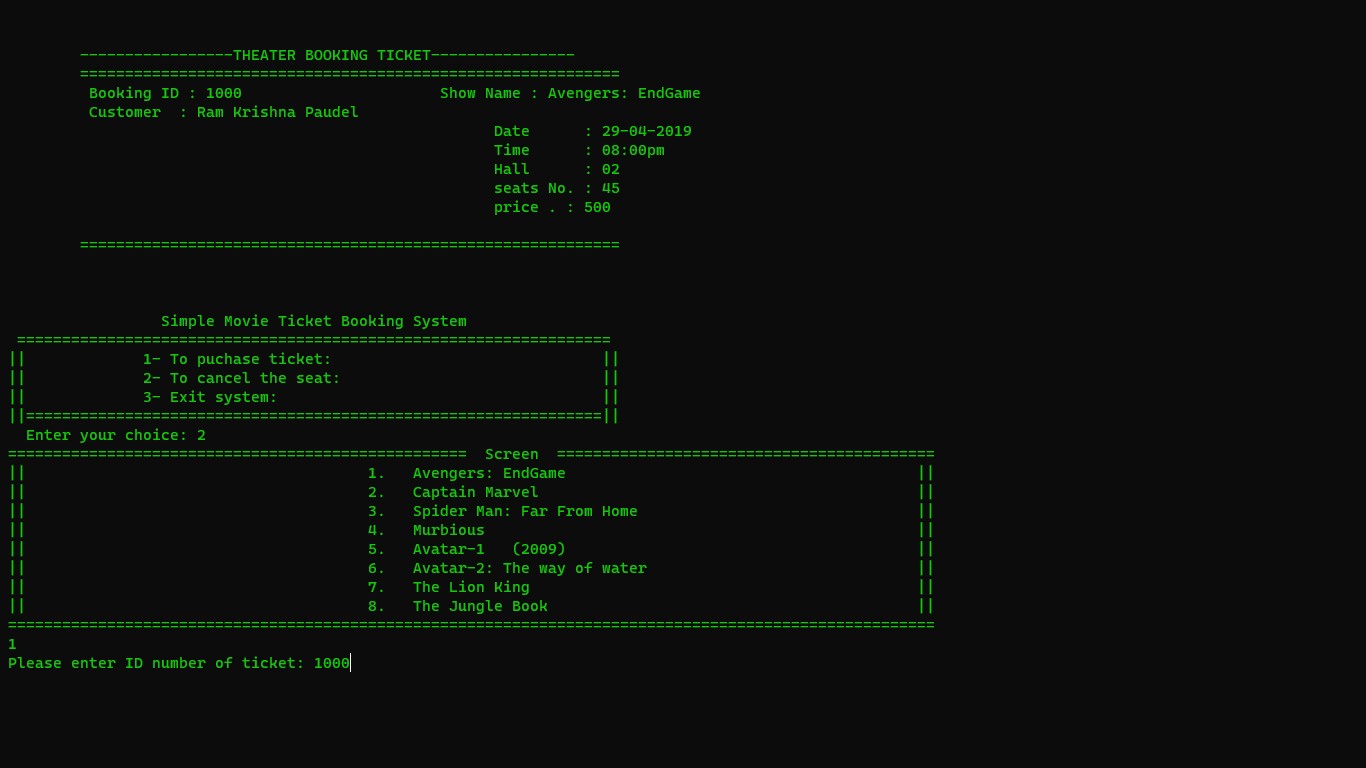 -----------------THEATER BOOKING TICKET----------------
============================================================
Booking ID : 1000                      Show Name : Avengers: EndGame
Customer  : Ram Krishna Paudel
Date      : 29-04-2019
Time      : 08:00pm
Hall      : 02
seats No. : 45
price . : 500
============================================================
Simple Movie Ticket Booking System
==================================================================
||             1- To puchase ticket:                              ||
||             2- To cancel the seat:                             ||
||             3- Exit system:                                    ||
||================================================================||
Enter your choice: 2
===================================================  Screen  ==========================================
||                                      1.   Avengers: EndGame                                       ||
||                                      2.   Captain Marvel                                          ||
||                                      3.   Spider Man: Far From Home                               ||
||                                      4.   Murbious                                                ||
||                                      5.   Avatar-1   (2009)                                       ||
||                                      6.   Avatar-2: The way of water                              ||
||                                      7.   The Lion King                                           ||
||                                      8.   The Jungle Book                                         ||
=======================================================================================================
1
Please enter ID number of ticket: 1000